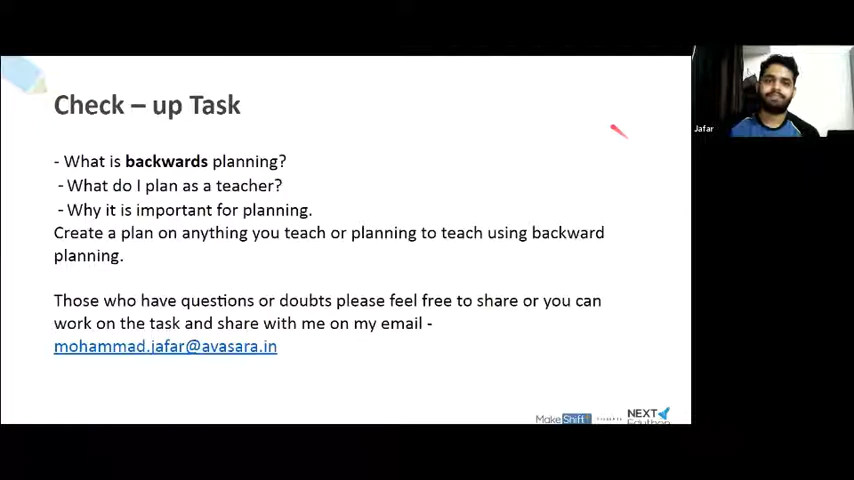 Check – up Task
Jafar
- What is backwards planning?
- What do I plan as a teacher?
- Why it is important for planning.
Create a plan on anything you teach or planning to teach using backward
planning.
Those who have questions or doubts please feel free to share or you can
work on the task and share with me on my email -
mohammad.jafar@avasara.in
MakeShift NEXT